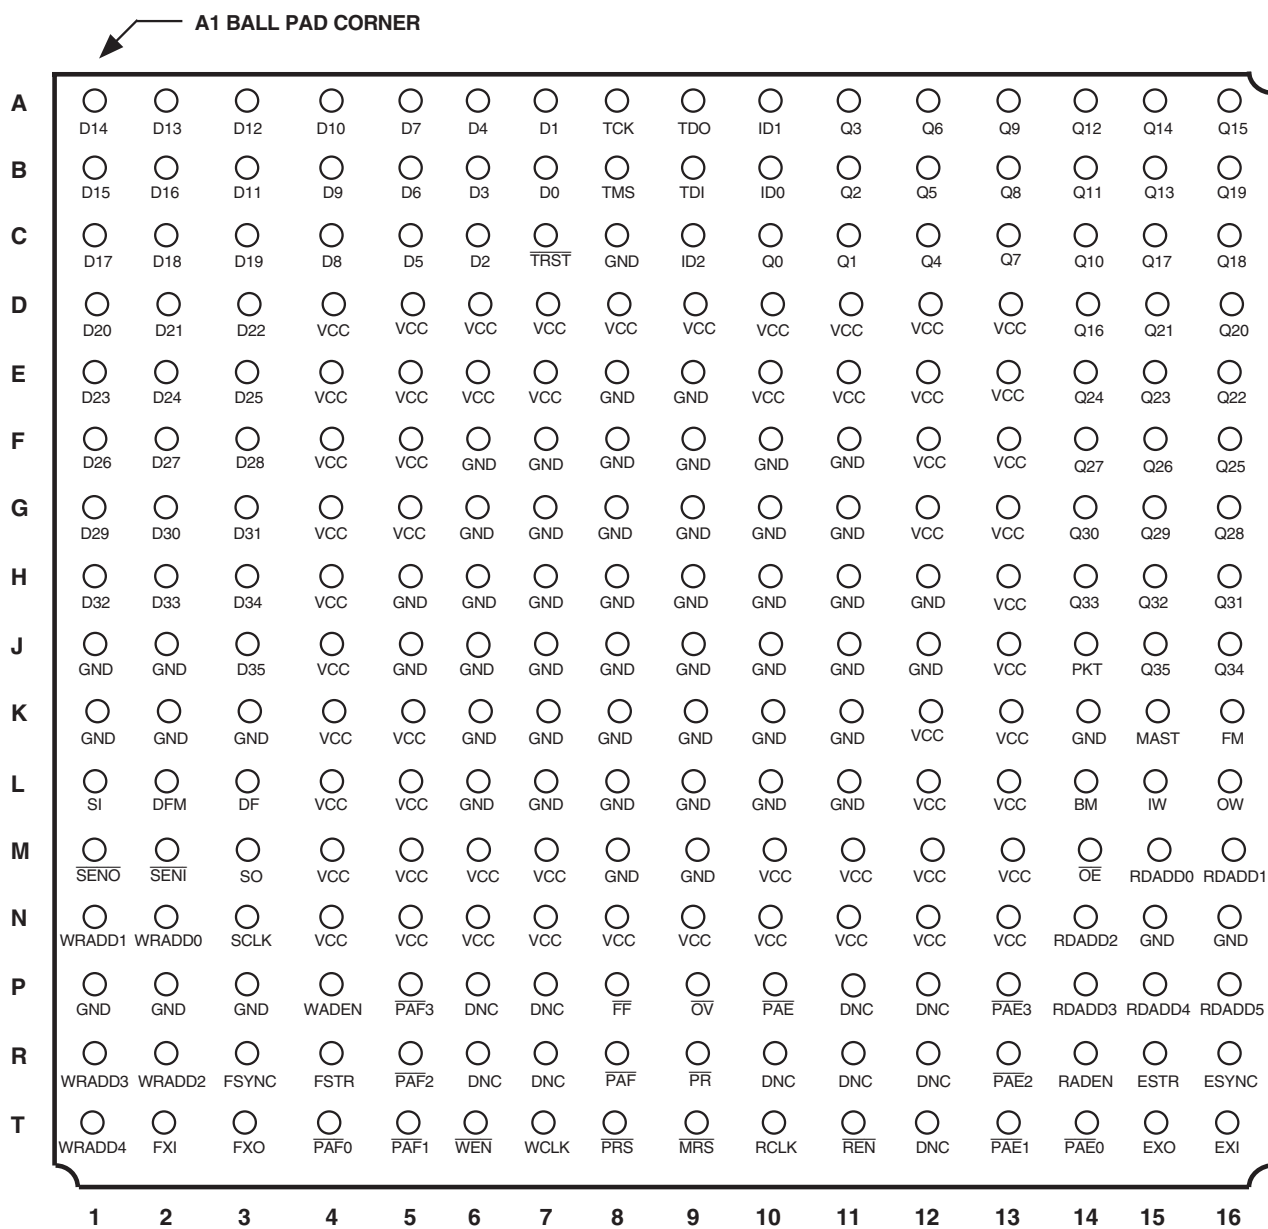 A1 BALL PAD CORNER
A
D14 D13 D12 D10 D7 D4 D1 TCK TDO ID1 Q3 Q6 Q9 Q12 Q14 Q15
B
D15 D16 D11 D9 D6 D3 D0 TMS TDI ID0 Q2 Q5 Q8 Q11 Q13 Q19
C
D17 D18 D19 D8 D5 D2 TRST GND ID2 Q0 Q1 Q4 Q7 Q10 Q17 Q18
D
D20 D21 D22 VCC VCC VCC VCC VCC VCC VCC VCC VCC VCC Q16 Q21 Q20
E
D23 D24 D25 VCC VCC VCC VCC GND GND VCC VCC VCC VCC Q24 Q23 Q22
F
D26 D27 D28 VCC VCC GND GND GND GND GND GND VCC VCC Q27 Q26 Q25
G
D29 D30 D31 VCC VCC GND GND GND GND GND GND VCC VCC Q30 Q29 Q28
H
D32 D33 D34 VCC GND GND GND GND GND GND GND GND VCC Q33 Q32 Q31
J
GND GND D35 VCC GND GND GND GND GND GND GND GND VCC PKT Q35 Q34
K
GND GND GND VCC VCC GND GND GND GND GND GND VCC VCC GND MAST FM
L
SI DFM DF VCC VCC GND GND GND GND GND GND VCC VCC BM IW OW
M
SENO SENI SO VCC VCC VCC VCC GND GND VCC VCC VCC VCC OE RDADD0 RDADD1
N
WRADD1 WRADD0 SCLK VCC VCC VCC VCC VCC VCC VCC VCC VCC VCC RDADD2 GND GND
P
GND GND GND WADEN PAF3 DNC DNC FF OV PAE DNC DNC PAE3 RDADD3 RDADD4 RDADD5
R
WRADD3 WRADD2 FSYNC FSTR PAF2 DNC DNC PAF PR DNC DNC DNC PAE2 RADEN ESTR ESYNC
T
WRADD4 FXI FXO PAF0 PAF1 WEN WCLK PRS MRS RCLK REN DNC PAE1 PAE0 EXO EXI
1 2 3 4 5 6 7 8 9 10 11 12 13 14 15 16